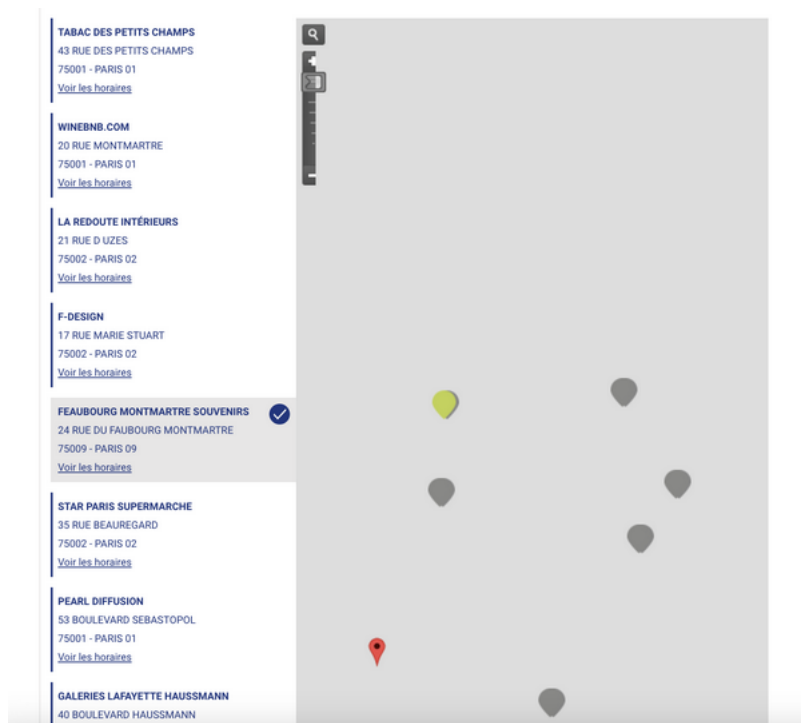 TABAC DES PETITS CHAMPS
43 RUE DES PETITS CHAMPS
75001 - PARIS 01
Voir les horaires
WINEBNB.COM
20 RUE MONTMARTRE
75001 - PARIS 01
Voir les horaires
LA REDOUTE INTÉRIEURS
21 RUE D UZES
75002 - PARIS 02
Voir les horaires
F-DESIGN
17 RUE MARIE STUART
75002 - PARIS 02
Voir les horaires
FEAUBOURG MONTMARTRE SOUVENIRS
24 RUE DU FAUBOURG MONTMARTRE
75009 - PARIS 09
Voir les horaires
STAR PARIS SUPERMARCHE
35 RUE BEAUREGARD
75002 - PARIS 02
Voir les horaires
PEARL DIFFUSION
53 BOULEVARD SEBASTOPOL
75001 - PARIS 01
Voir les horaires
GALERIES LAFAYETTE HAUSSMANN
40 BOULEVARD HAUSSMANN